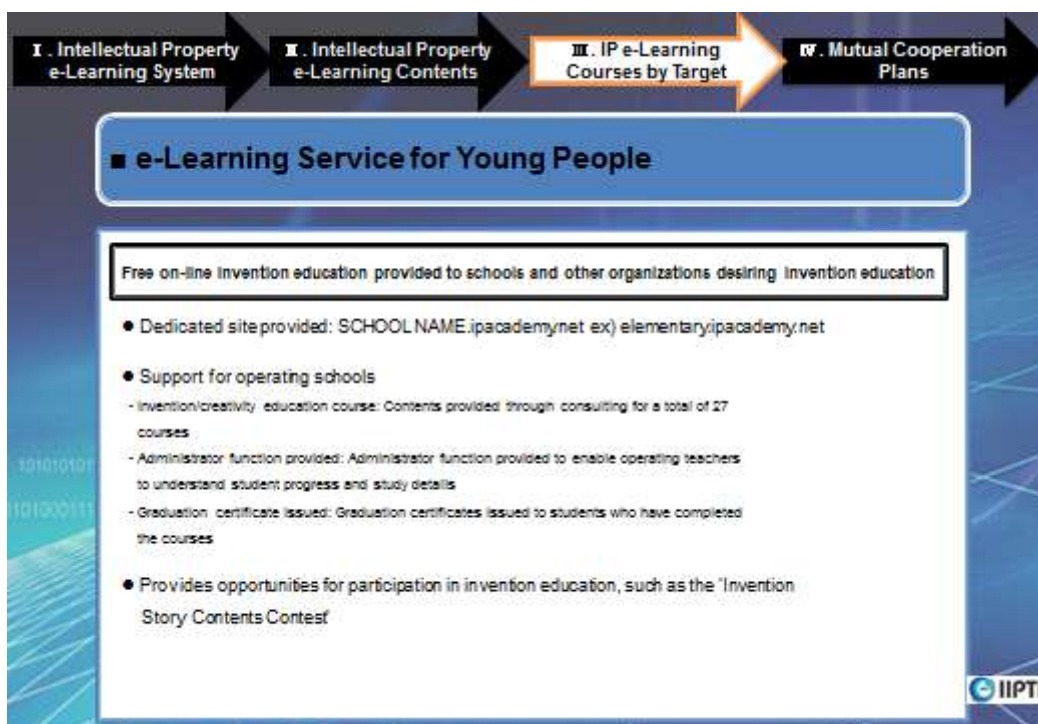 Ⅰ. Intellectual Property
e-Learning System
Ⅱ. Intellectual Property
e-Learning Contents
Ⅲ. IP e-Learning
Courses by Target
Ⅳ. Mutual Cooperation
Plans
■ e-Learning Service for Young People
Free on-line invention education provided to schools and other organizations desiring invention education
● Dedicated site provided: SCHOOL NAME.ipacademy.net ex) elementary.ipacademy.net
● Support for operating schools
- Invention/creativity education course: Contents provided through consulting for a total of 27
courses
- Administrator function provided: Administrator function provided to enable operating teachers
to understand student progress and study details
- Graduation certificate issued: Graduation certificates issued to students who have completed
the courses
● Provides opportunities for participation in invention education, such as the 'Invention
Story Contents Contest'
101010101
1101000111
IIPTI